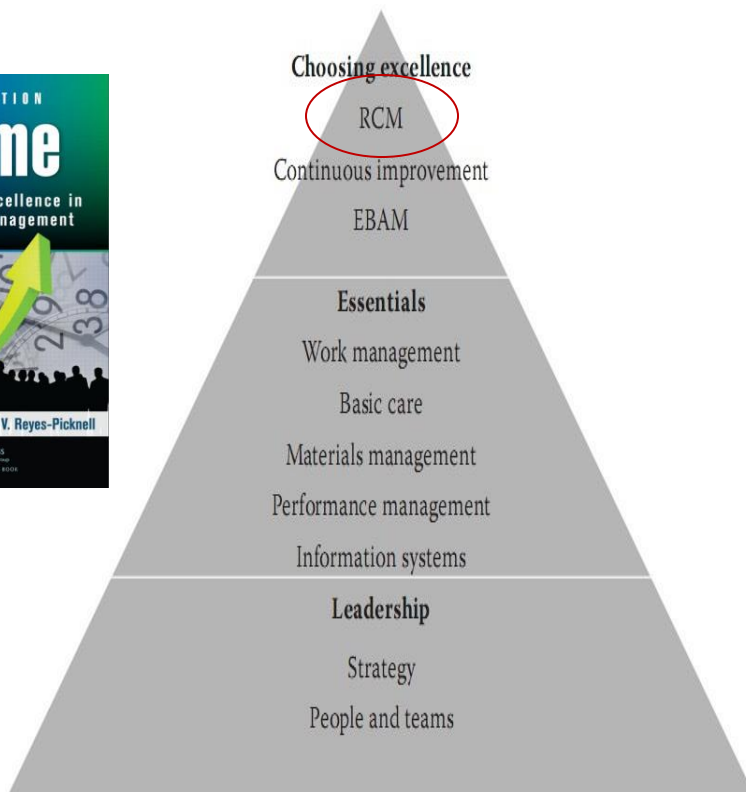 TION
me
cellence in
nagement
V. Reyes-Picknell
BOOK
Choosing excellence
RCM
Continuous improvement
EBAM
Essentials
Work management
Basic care
Materials management
Performance management
Information systems
Leadership
Strategy
People and teams